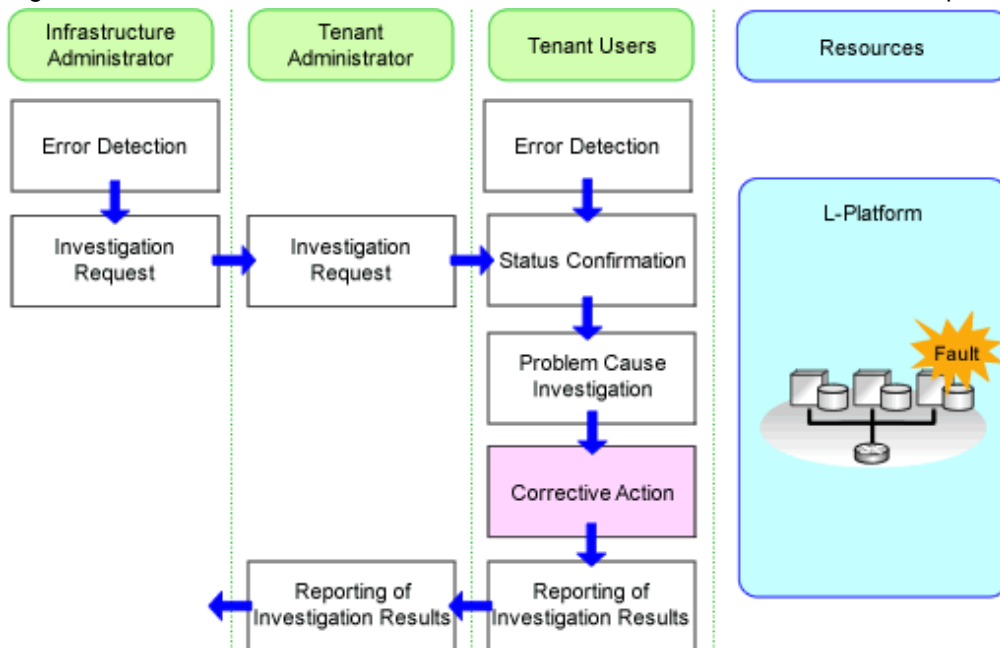 Infrastructure
Administrator
Tenant
Administrator
Tenant Users
Resources
Error Detection
Error Detection
L-Platform
Investigation
Request
Investigation
Request
Status Confirmation
Problem Cause
Investigation
Fault
Corrective Action
Reporting of
Investigation Results
Reporting of
Investigation Results